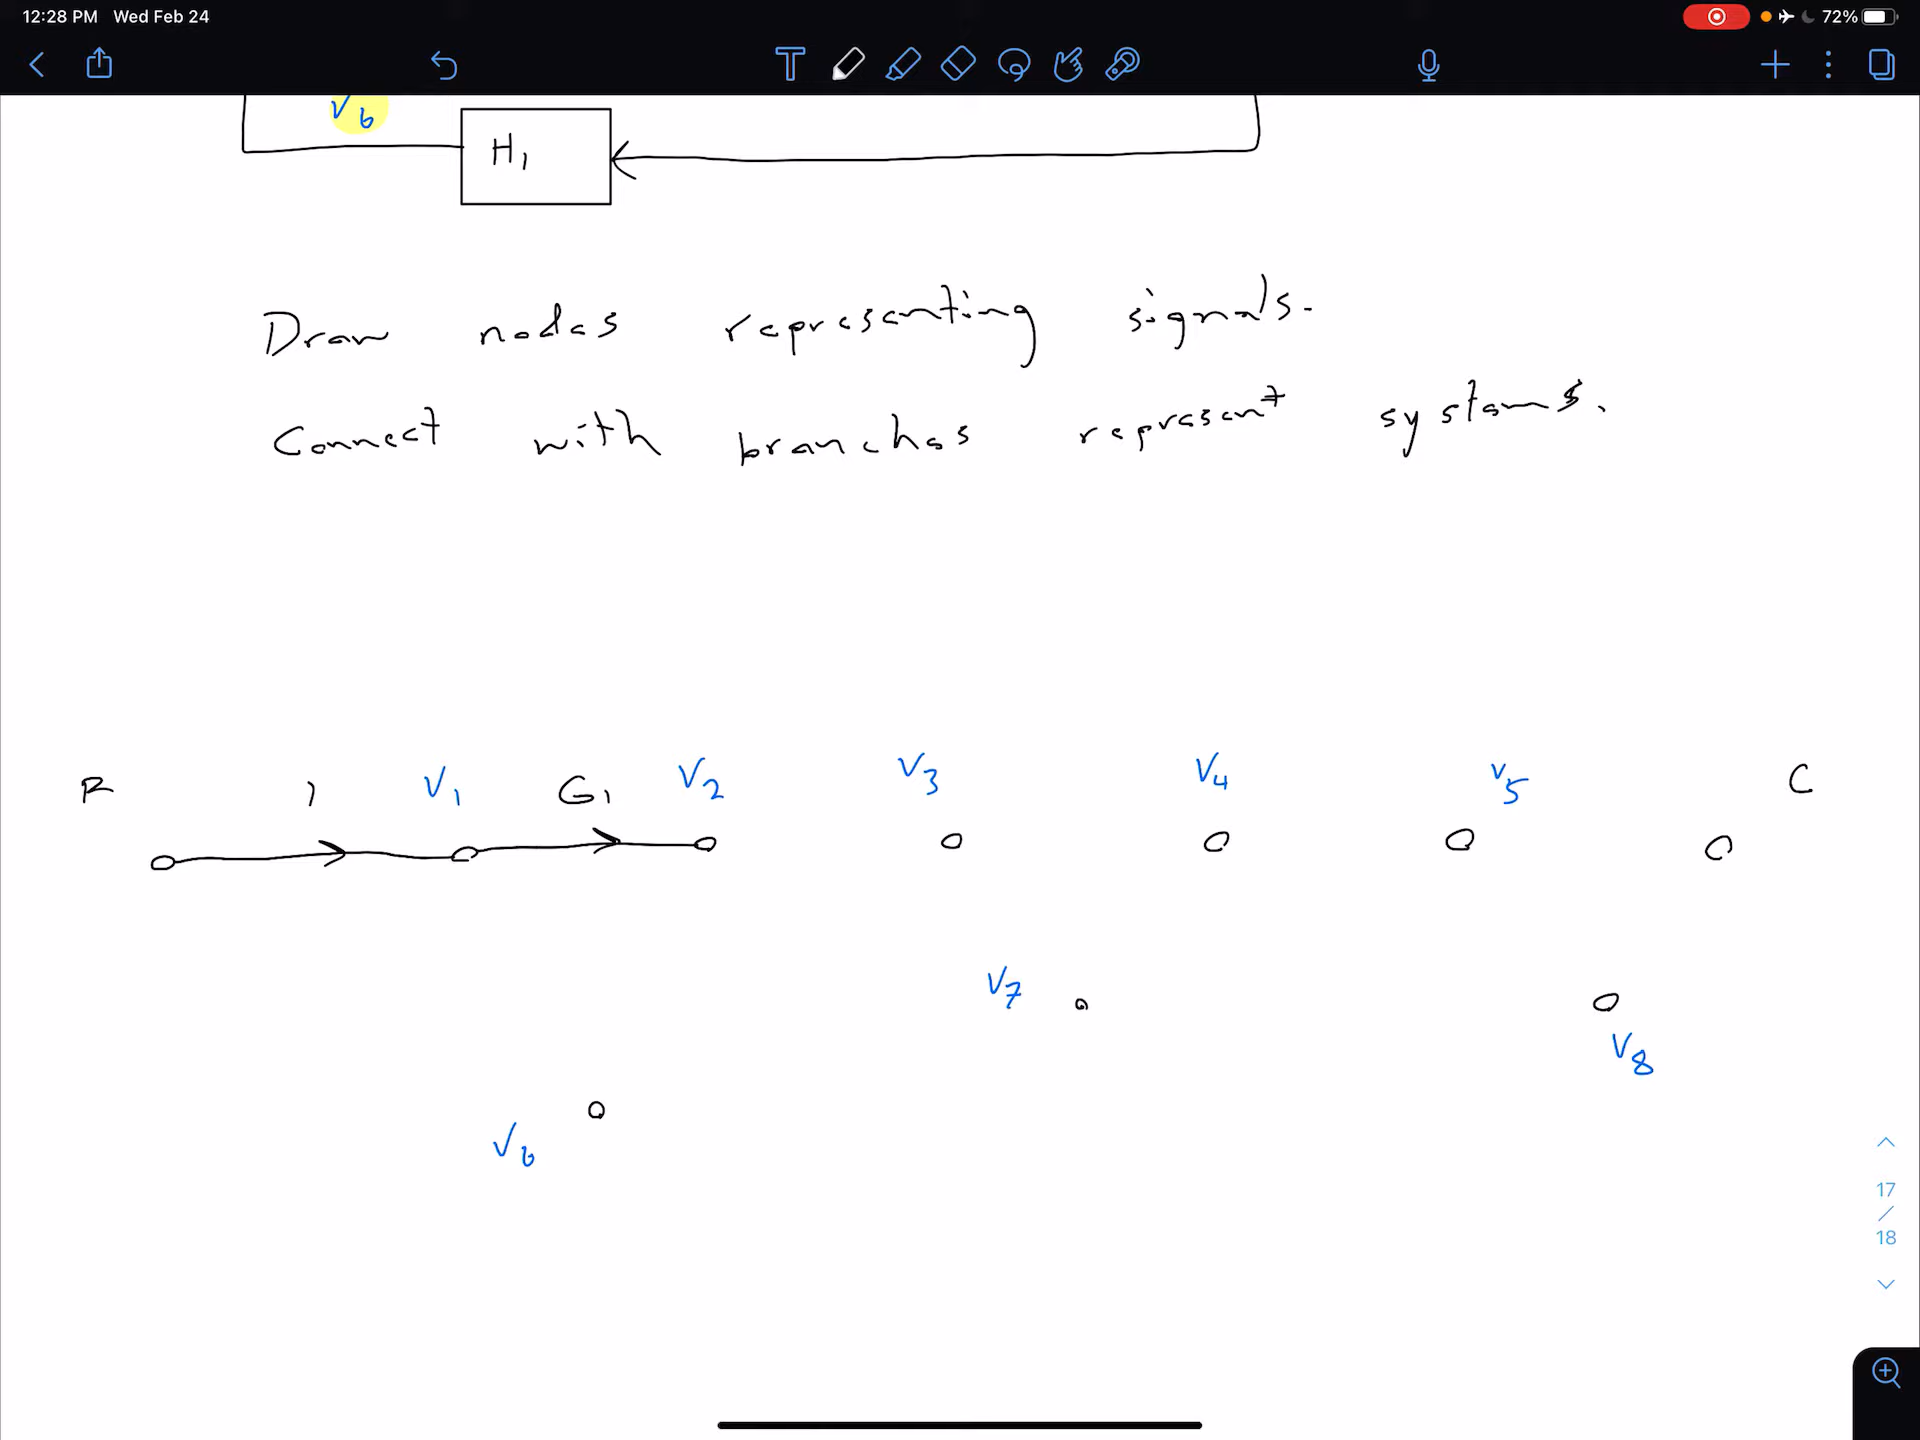 12:28 PM Wed Feb 24
72%
T
V6
H1
Draw nodes representing signals.
Connect with branches represent systems.
R 1 V1 G1 V2 V3 V4 V5 C
V7
V8
V6
17
/
18